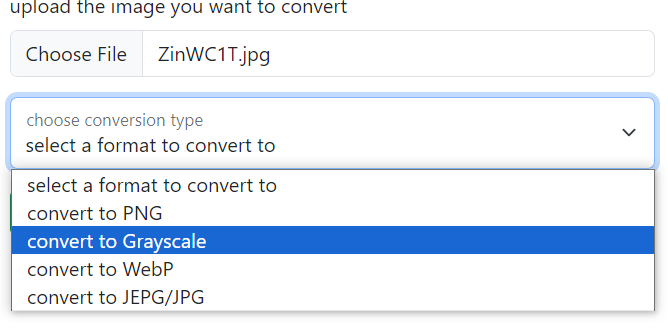 upload the image you want to convert
Choose File ZinWC1T.jpg
choose conversion type
select a format to convert to
select a format to convert to
convert to PNG
convert to Grayscale
convert to WebP
convert to JEPG/JPG